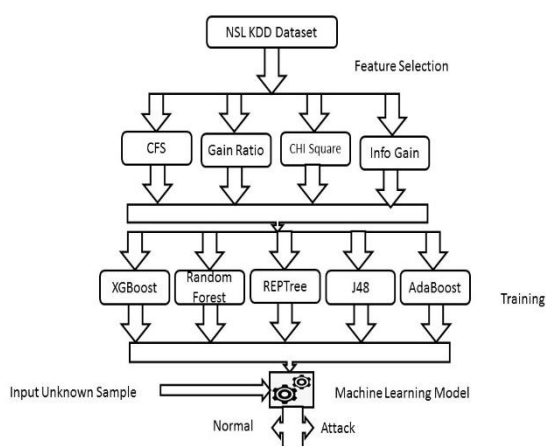 NSL KDD Dataset
Feature Selection
CFS
Gain Ratio
CHI Square
Info Gain
XGBoost
Random
Forest
REPTree
J48
AdaBoost
Training
Input Unknown Sample
Machine Learning Model
Normal
Attack